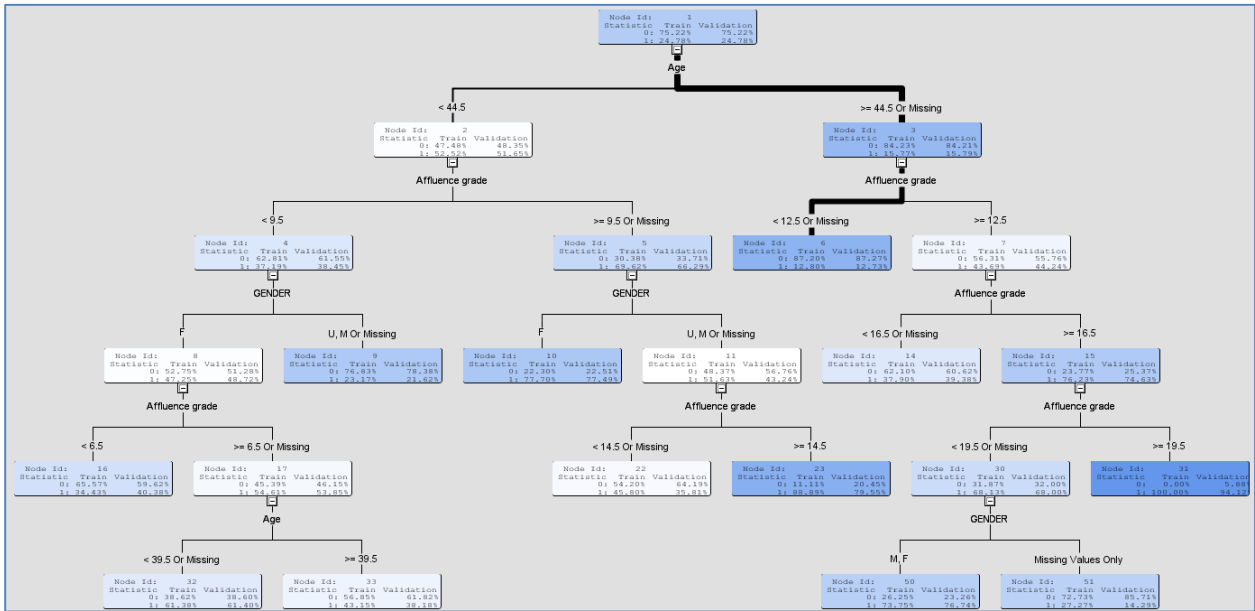 Node Id: 1
Statistic Train Validation
0: 75.22% 75.22%
1: 24.78% 24.78%
Age
< 44.5
>= 44.5 Or Missing
Node Id: 2
Statistic Train Validation
0: 47.48% 48.35%
1: 52.52% 51.65%
Node Id: 3
Statistic Train Validation
0: 84.23% 84.21%
1: 15.77% 15.79%
Affluence grade
Affluence grade
< 9.5
>= 9.5 Or Missing
< 12.5 Or Missing
>= 12.5
Node Id: 4
Statistic Train Validation
0: 62.81% 61.55%
1: 37.19% 38.45%
Node Id: 5
Statistic Train Validation
0: 30.38% 33.71%
1: 69.62% 66.29%
Node Id: 6
Statistic Train Validation
0: 87.20% 87.27%
1: 12.80% 12.73%
Node Id: 7
Statistic Train Validation
0: 56.31% 55.76%
1: 43.69% 44.24%
GENDER
GENDER
Affluence grade
F
U, M Or Missing
F
U, M Or Missing
< 16.5 Or Missing
>= 16.5
Node Id: 8
Statistic Train Validation
0: 52.75% 51.28%
1: 47.25% 48.72%
Node Id: 9
Statistic Train Validation
0: 76.83% 78.38%
1: 23.17% 21.62%
Node Id: 10
Statistic Train Validation
0: 22.30% 22.51%
1: 77.70% 77.49%
Node Id: 11
Statistic Train Validation
0: 48.37% 56.76%
1: 51.63% 43.24%
Node Id: 14
Statistic Train Validation
0: 62.10% 60.62%
1: 37.90% 39.38%
Node Id: 15
Statistic Train Validation
0: 23.77% 25.37%
1: 76.23% 74.63%
Affluence grade
Affluence grade
Affluence grade
< 6.5
>= 6.5 Or Missing
< 14.5 Or Missing
>= 14.5
< 19.5 Or Missing
>= 19.5
Node Id: 16
Statistic Train Validation
0: 65.57% 59.62%
1: 34.43% 40.38%
Node Id: 17
Statistic Train Validation
0: 45.39% 46.15%
1: 54.61% 53.85%
Node Id: 22
Statistic Train Validation
0: 54.20% 64.19%
1: 45.80% 35.81%
Node Id: 23
Statistic Train Validation
0: 11.11% 20.45%
1: 88.89% 79.55%
Node Id: 30
Statistic Train Validation
0: 31.87% 32.00%
1: 68.13% 68.00%
Node Id: 31
Statistic Train Validation
0: 0.00% 5.88%
1: 100.00% 94.12%
Age
GENDER
< 39.5 Or Missing
>= 39.5
M, F
Missing Values Only
Node Id: 32
Statistic Train Validation
0: 38.62% 38.60%
1: 61.38% 61.40%
Node Id: 33
Statistic Train Validation
0: 56.85% 61.82%
1: 43.15% 38.18%
Node Id: 50
Statistic Train Validation
0: 26.25% 23.26%
1: 73.75% 76.74%
Node Id: 51
Statistic Train Validation
0: 72.73% 85.71%
1: 27.27% 14.29%